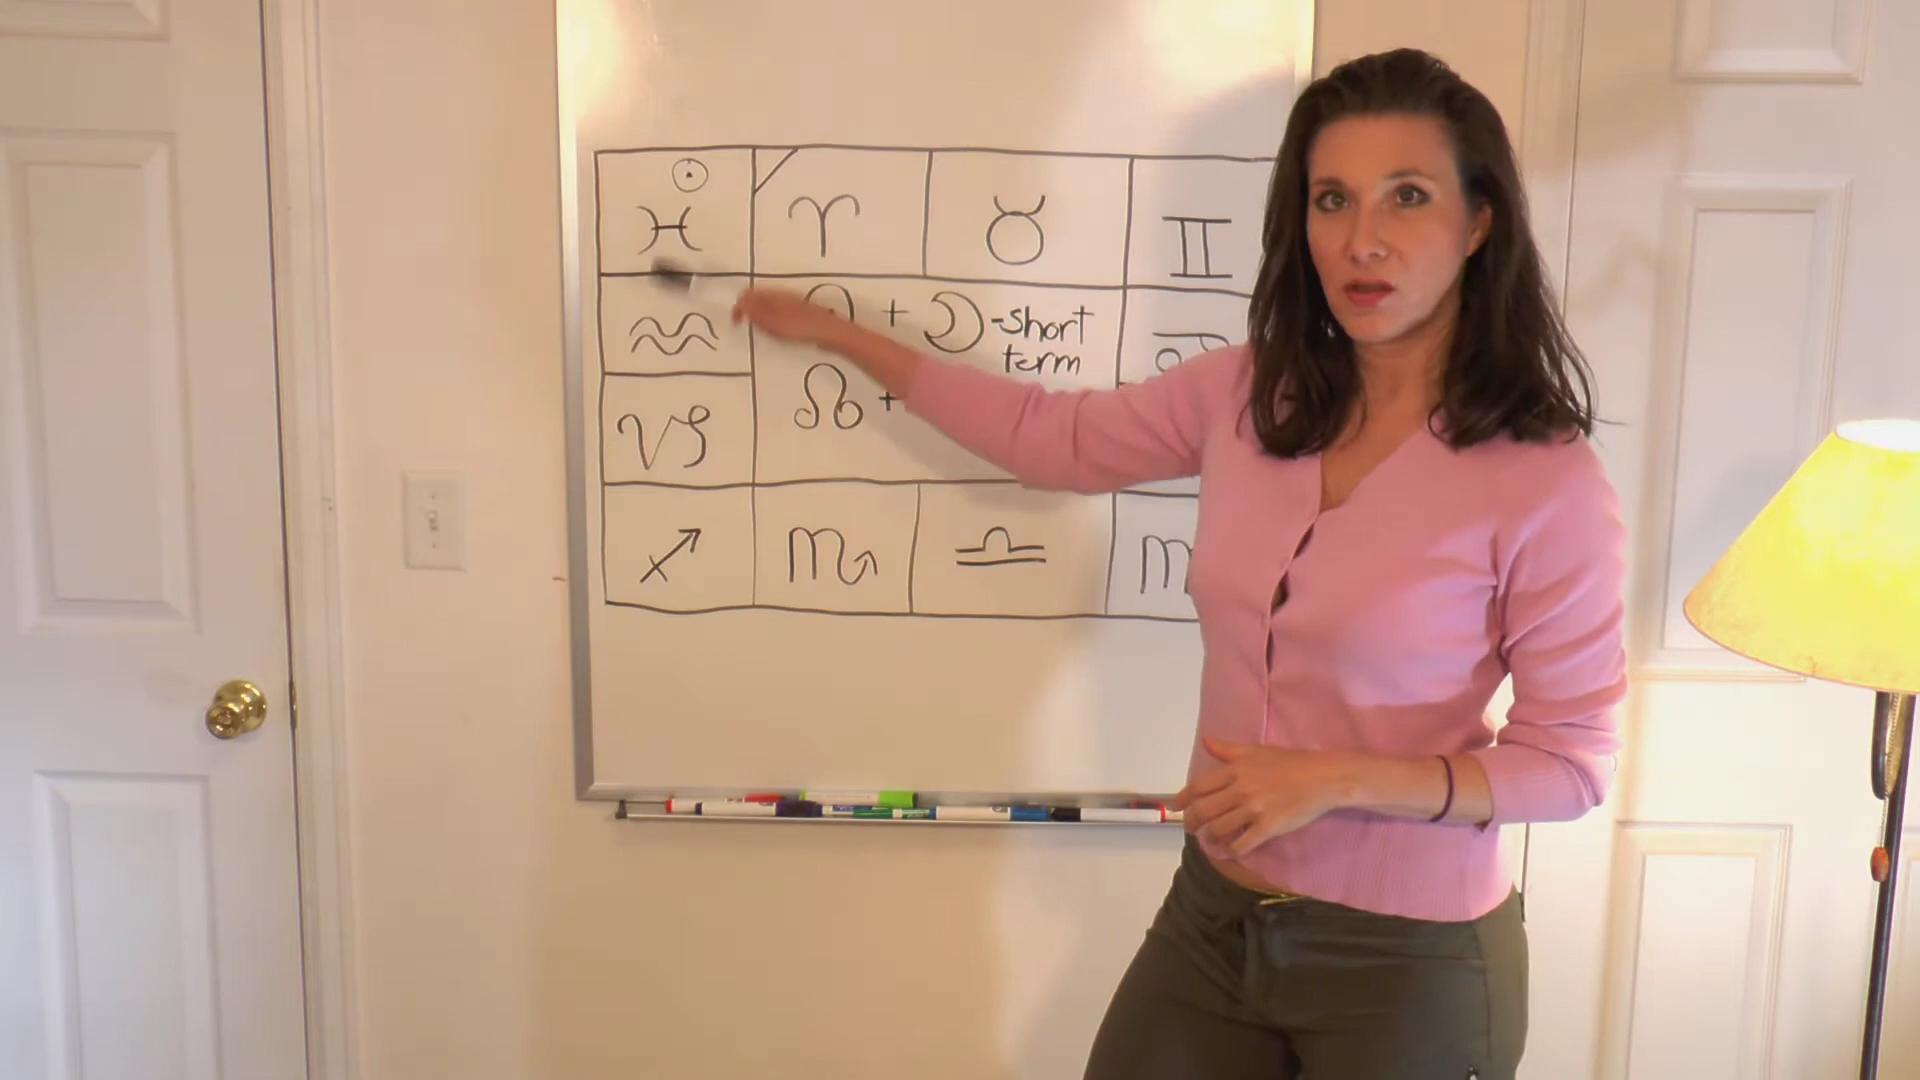 ☉
♓ ♈ ♉ ♊
♒
+ ☽ -short
term
♑
☊ +
♐ ♏ ♎